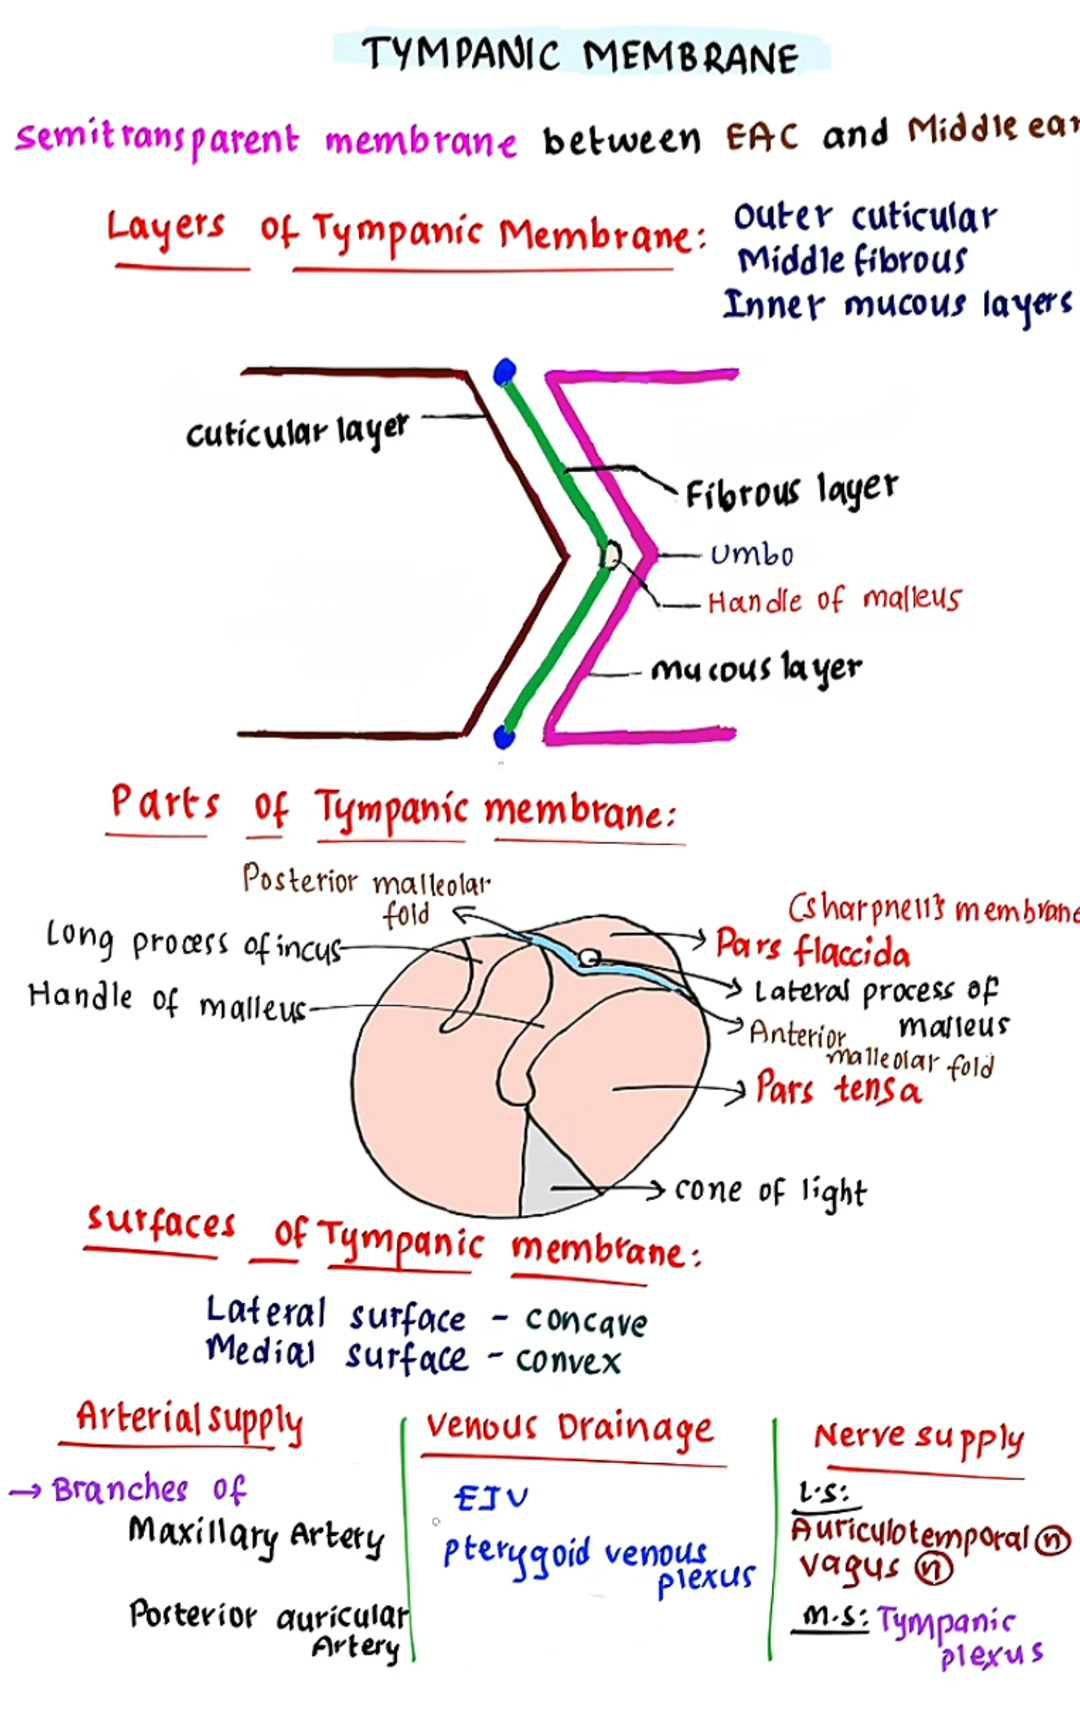 TYMPANIC MEMBRANE
semitransparent membrane between EAC and Middle ear
Layers of Tympanic Membrane:
outer cuticular
Middle fibrous
Inner mucous layers
cuticular layer
Fibrous layer
Umbo
Handle of malleus
mucous layer
Parts of Tympanic membrane:
Posterior malleolar
fold
(sharpnell's membrane
Long process of incus
Pars flaccida
Handle of malleus
Lateral process of
malleus
Anterior
malleolar fold
Pars tensa
cone of light
surfaces of Tympanic membrane:
Lateral surface - concave
Medial surface - convex
Arterial supply
→ Branches of
Maxillary Artery
Posterior auricular
Artery
Venous Drainage
EJV
pterygoid venous
plexus
Nerve supply
L.S:
Auriculotemporal n
vagus n
M.S: Tympanic
plexus